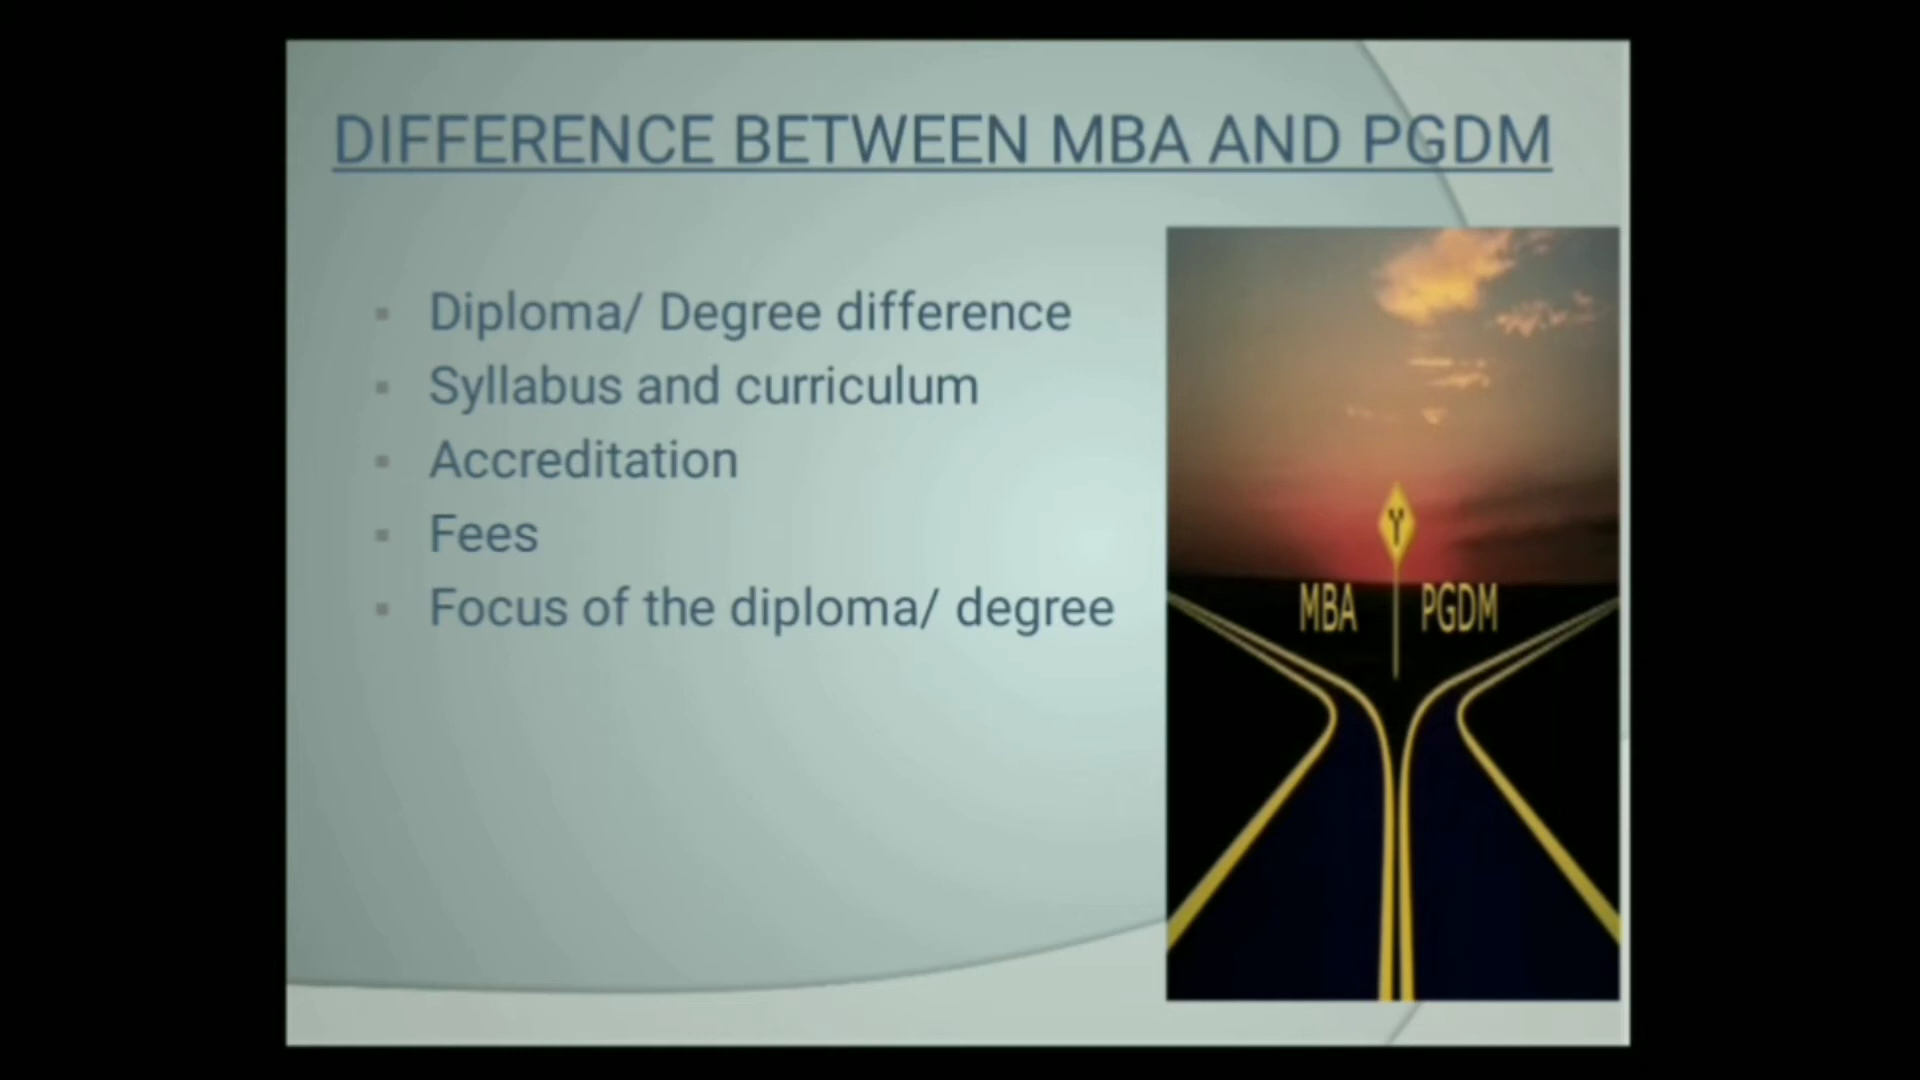 DIFFERENCE BETWEEN MBA AND PGDM
Diploma/ Degree difference
Syllabus and curriculum
Accreditation
Fees
Focus of the diploma/ degree
Y
MBA PGDM